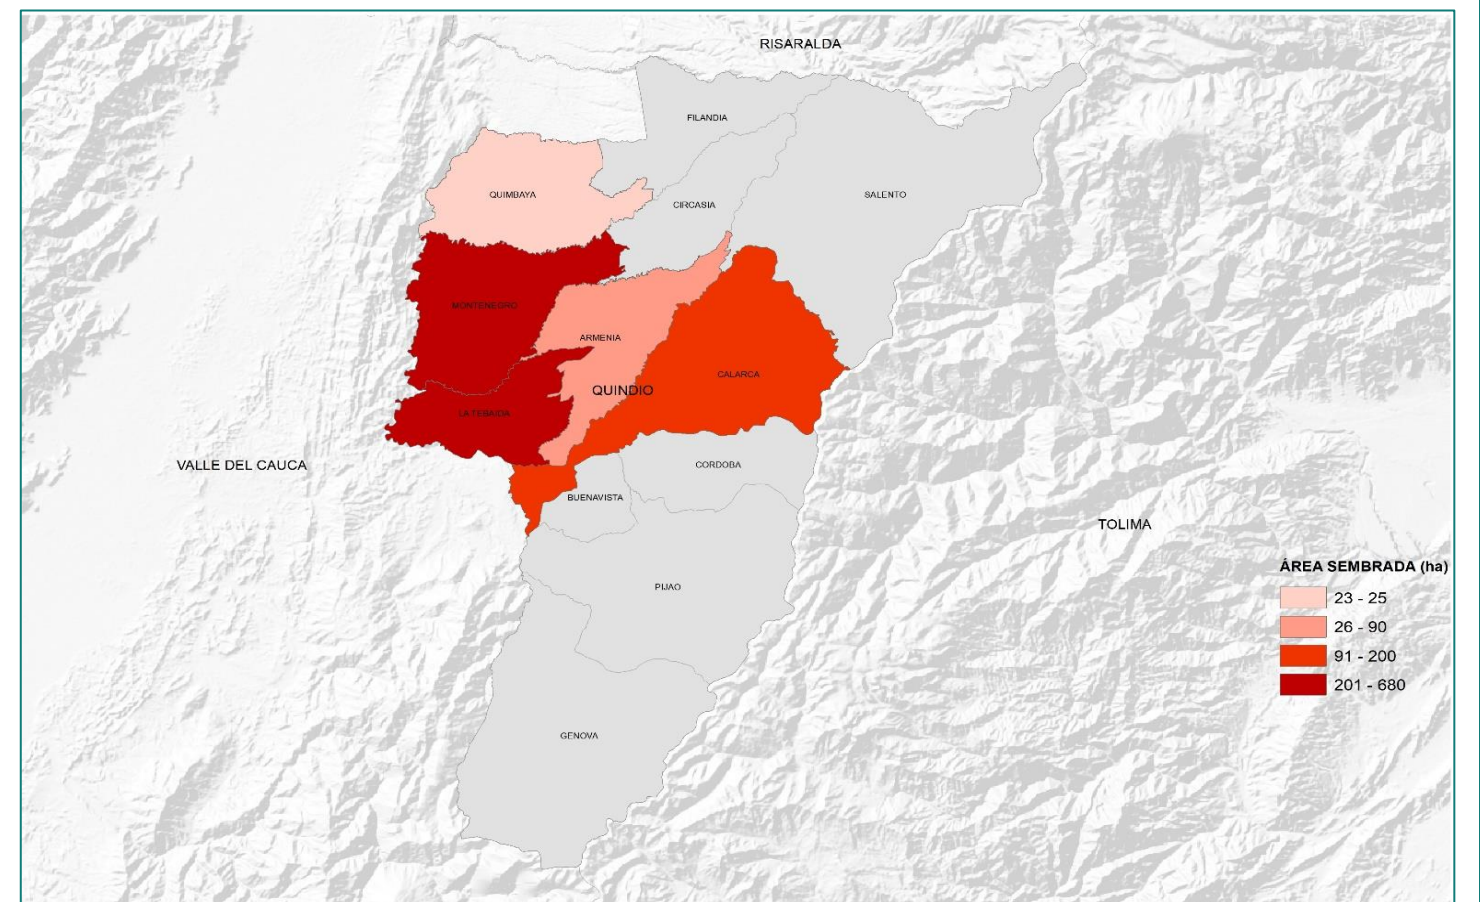 RISARALDA
FILANDIA
QUIMBAYA
SALENTO
CIRCASIA
MONTENEGRO
ARMENIA
CALARCA
QUINDIO
LA TEBAIDA
VALLE DEL CAUCA
CORDOBA
BUENAVISTA
TOLIMA
ÁREA SEMBRADA (ha)
PIJAO
23 - 25
26 - 90
91 - 200
201 - 680
GENOVA